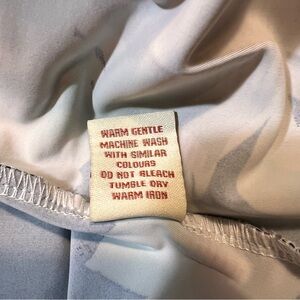 WARM GENTLE
MACHINE WASH
WITH SIMILAR
COLOURS
DO NOT BLEACH
TUMBLE DRY
WARM IRON